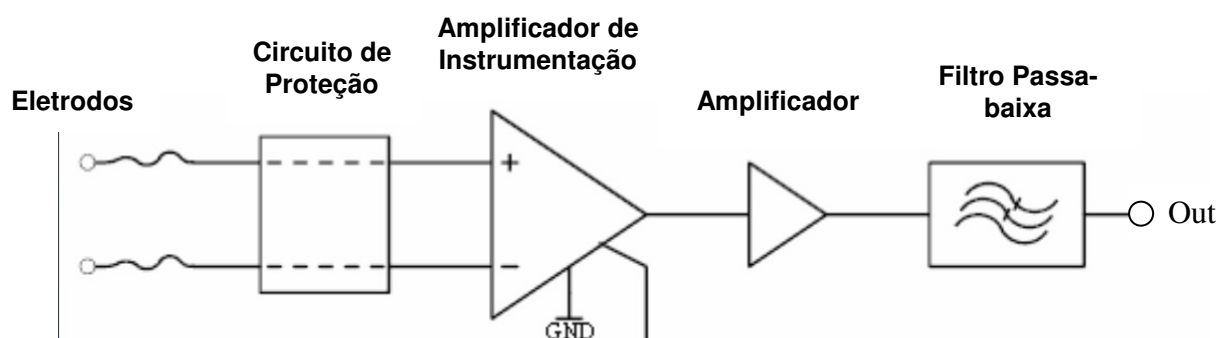 Eletrodos
Circuito de
Proteção
Amplificador de
Instrumentação
Amplificador
Filtro Passa-
baixa
+
−
GND
Out